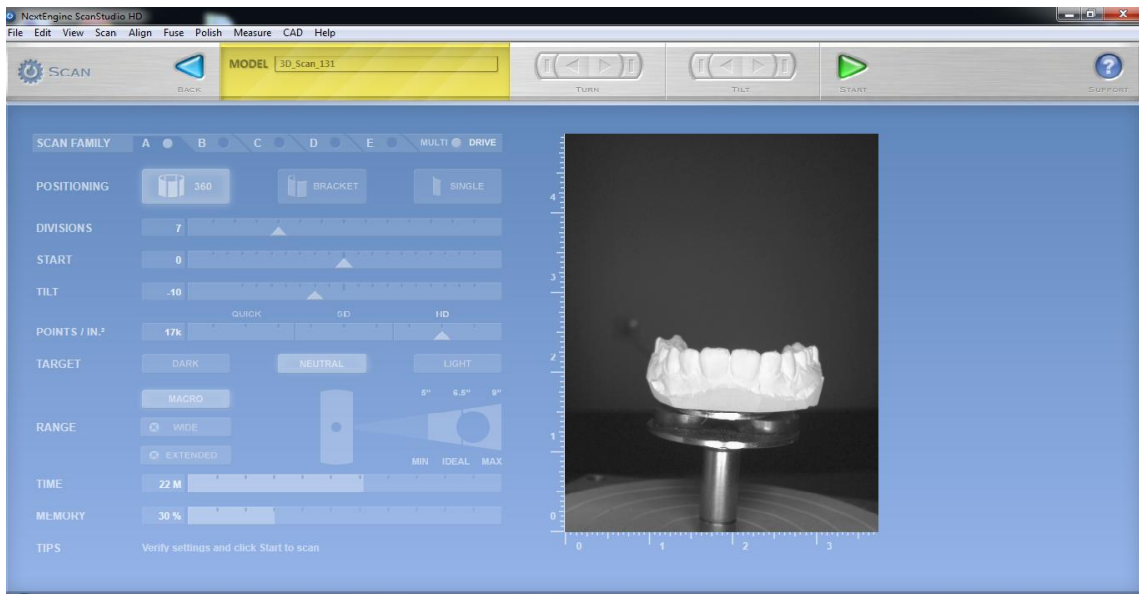 NextEngine ScanStudio HD
File Edit View Scan Align Fuse Polish Measure CAD Help
SCAN
BACK
MODEL 3D_Scan_131
TURN
TILT
START
SUPPORT
SCAN FAMILY A B C D E MULTI DRIVE
POSITIONING 360 BRACKET SINGLE
DIVISIONS 7
START 0
TILT -10
QUICK SD HD
POINTS / IN.² 17k
TARGET DARK NEUTRAL LIGHT
MACRO
RANGE WIDE
EXTENDED
5" 6.5" 9"
MIN IDEAL MAX
TIME 22 M
MEMORY 30 %
TIPS Verify settings and click Start to scan
4
3
2
1
0
0 1 2 3